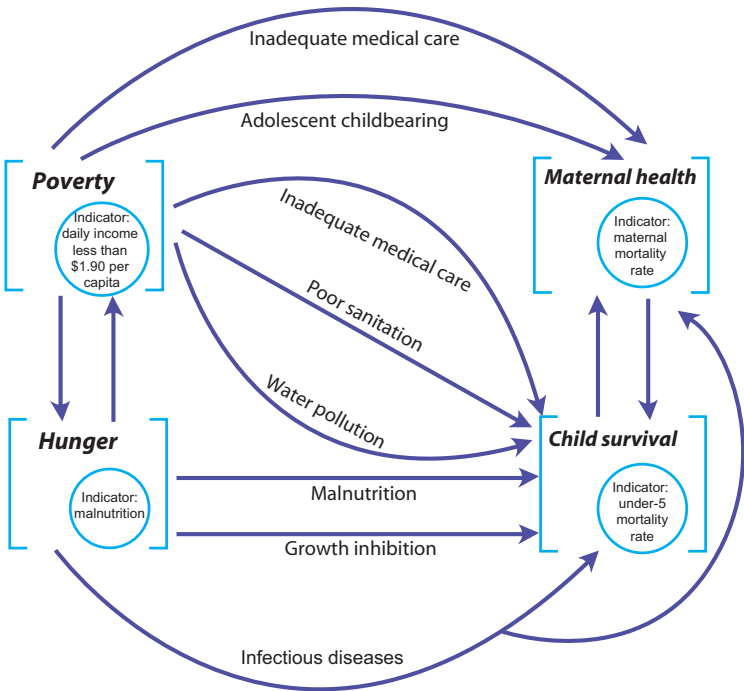 Inadequate medical care
Adolescent childbearing
Poverty
Indicator:
daily income
less than
$1.90 per
capita
Maternal health
Indicator:
maternal
mortality
rate
Inadequate medical care
Poor sanitation
Water pollution
Hunger
Indicator:
malnutrition
Malnutrition
Growth inhibition
Child survival
Indicator:
under-5
mortality
rate
Infectious diseases